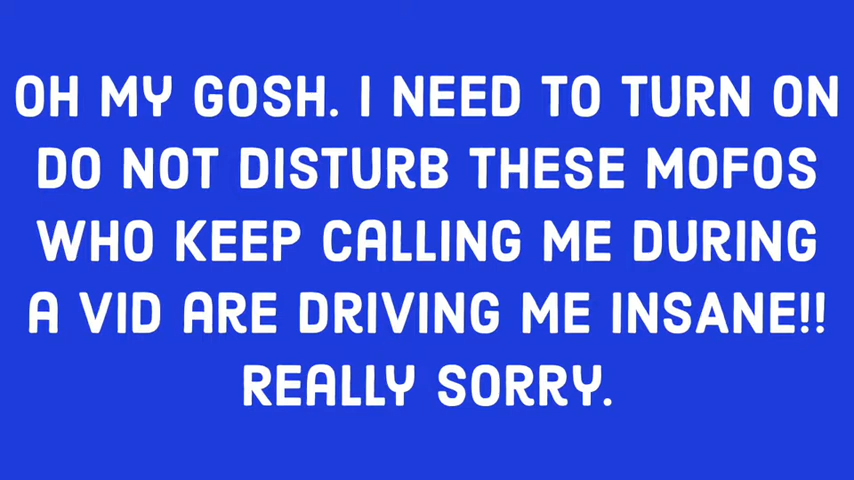 OH MY GOSH. I NEED TO TURN ON
DO NOT DISTURB THESE MOFOS
WHO KEEP CALLING ME DURING
A VID ARE DRIVING ME INSANE!!
REALLY SORRY.